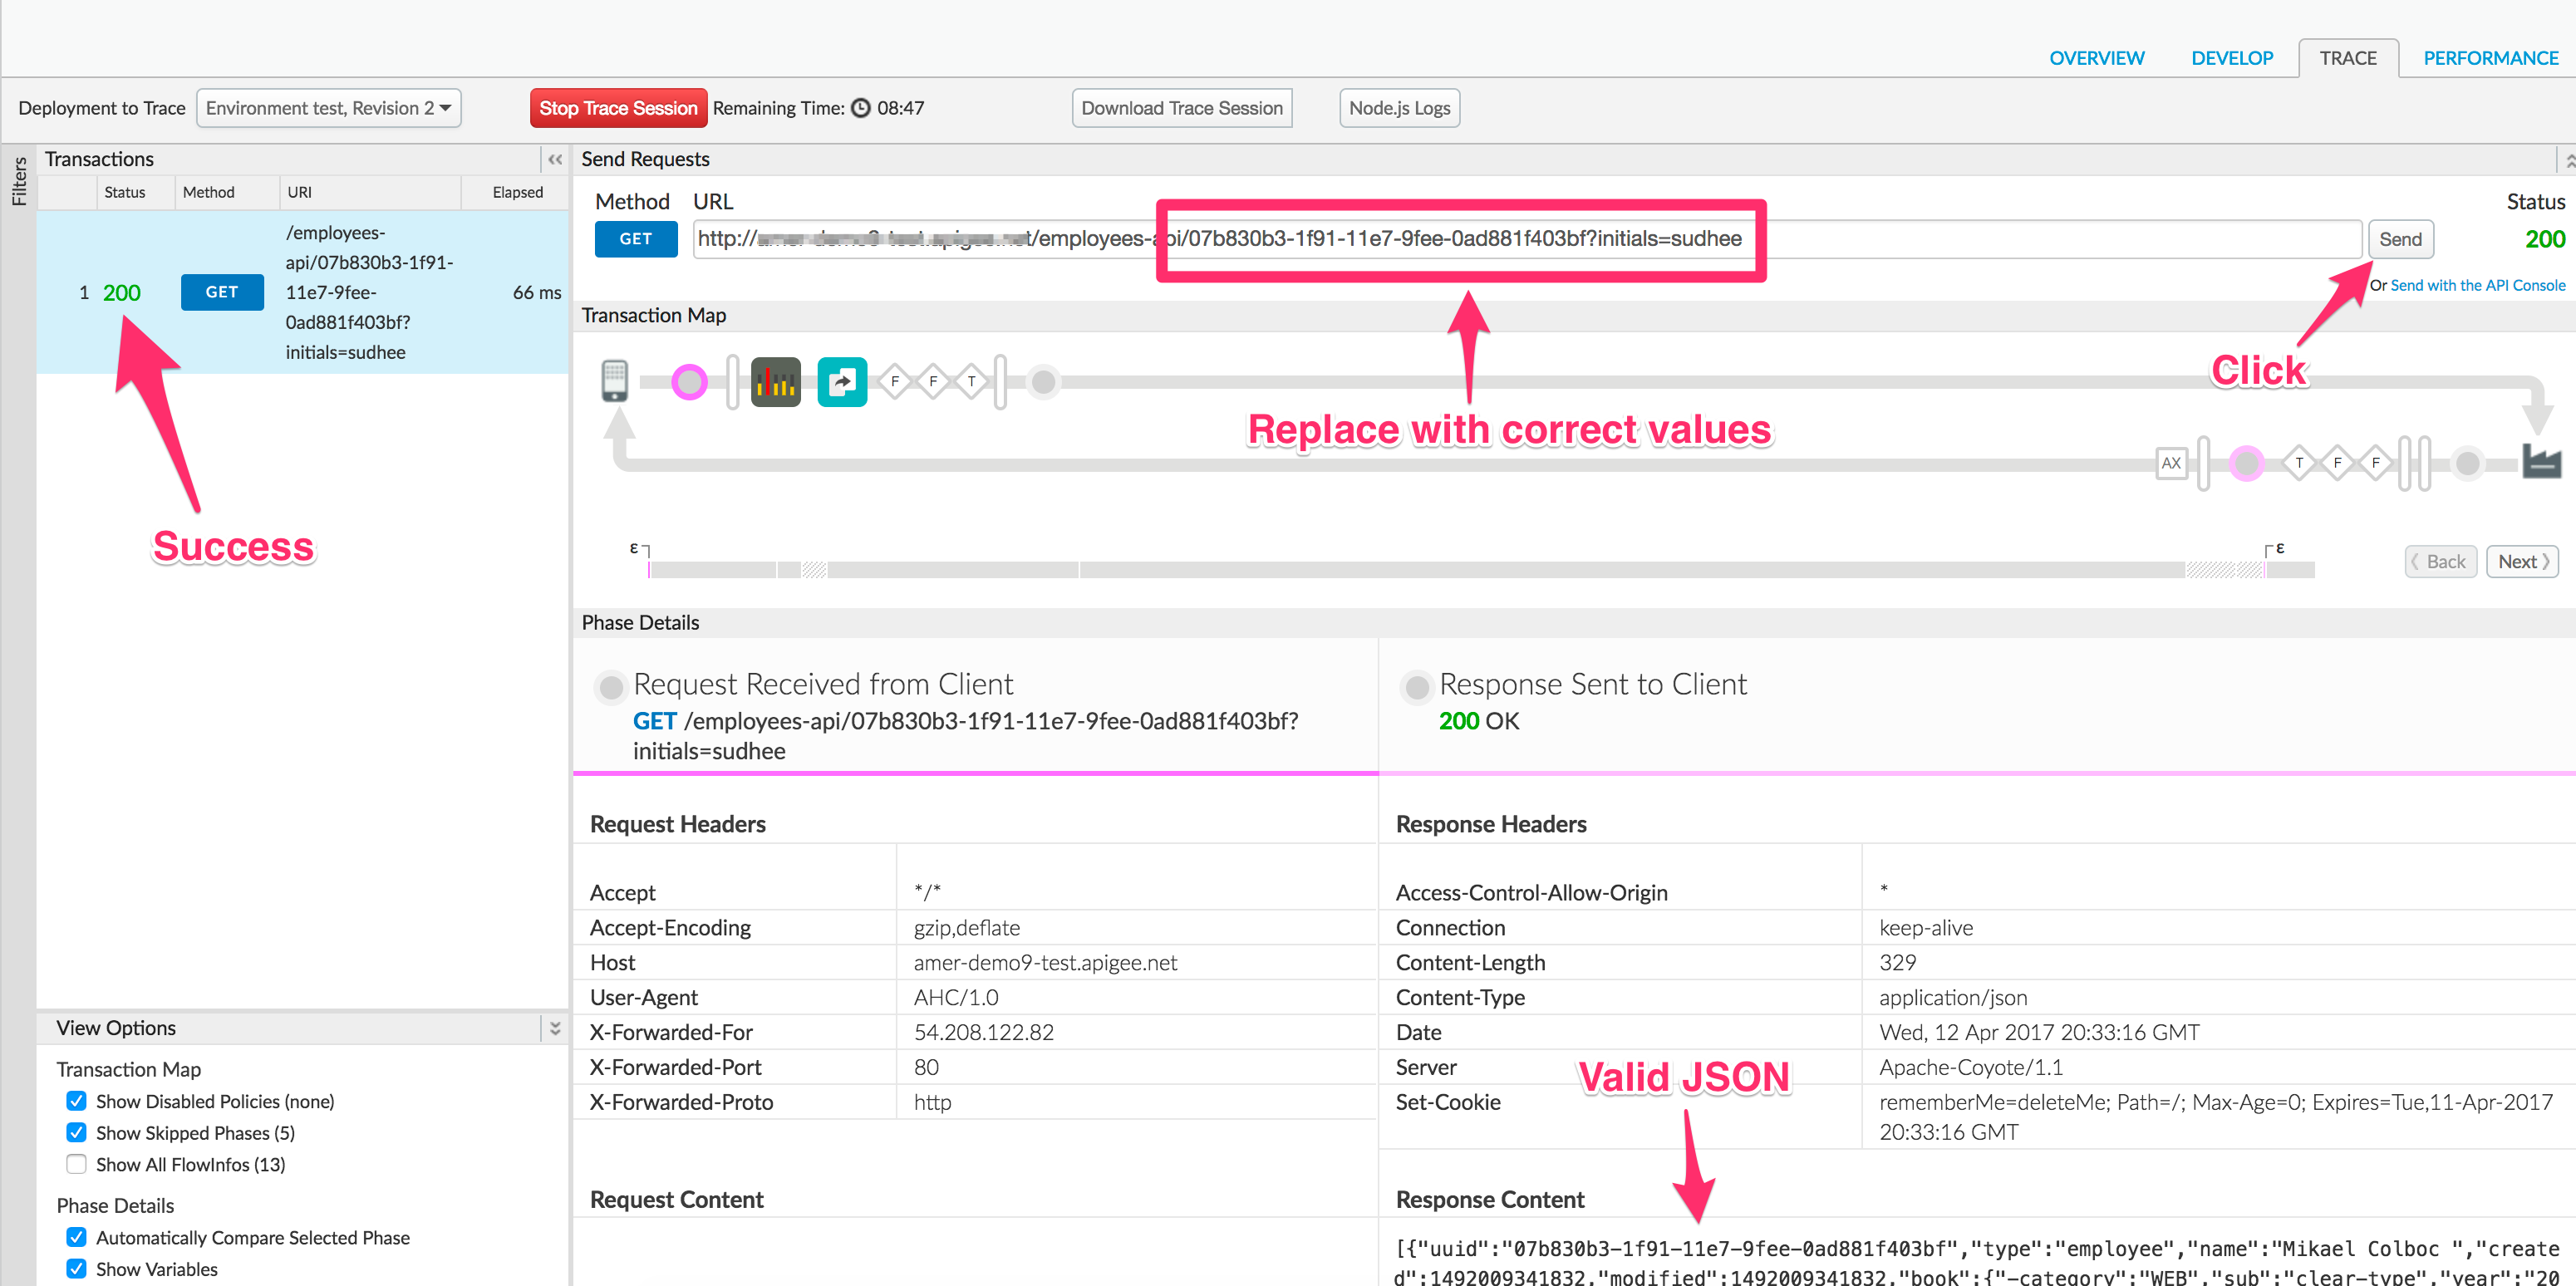 OVERVIEW DEVELOP TRACE PERFORMANCE
Deployment to Trace Environment test, Revision 2 Stop Trace Session Remaining Time: 08:47 Download Trace Session Node.js Logs
Filters
Transactions
Status Method URI Elapsed
1 200 GET /employees-
api/07b830b3-1f91-
11e7-9fee-
0ad881f403bf?
initials=sudhee
66 ms
Success
Send Requests
Method URL Status
GET http:// /employees-api/07b830b3-1f91-11e7-9fee-0ad881f403bf?initials=sudhee Send 200
Or Send with the API Console
Click
Replace with correct values
Transaction Map
F F T
AX T F F
ε ε
Back Next
Phase Details
Request Received from Client
GET /employees-api/07b830b3-1f91-11e7-9fee-0ad881f403bf?
initials=sudhee
Response Sent to Client
200 OK
Request Headers
Accept */*
Accept-Encoding gzip,deflate
Host amer-demo9-test.apigee.net
User-Agent AHC/1.0
X-Forwarded-For 54.208.122.82
X-Forwarded-Port 80
X-Forwarded-Proto http
Request Content
Response Headers
Access-Control-Allow-Origin *
Connection keep-alive
Content-Length 329
Content-Type application/json
Date Wed, 12 Apr 2017 20:33:16 GMT
Server Apache-Coyote/1.1
Set-Cookie rememberMe=deleteMe; Path=/; Max-Age=0; Expires=Tue,11-Apr-2017
20:33:16 GMT
Valid JSON
Response Content
[{"uuid":"07b830b3-1f91-11e7-9fee-0ad881f403bf","type":"employee","name":"Mikael Colboc ","create
d":1492009341832,"modified":1492009341832,"book":{"-category":"WEB","sub":"clear-type","year":"20
View Options
Transaction Map
Show Disabled Policies (none)
Show Skipped Phases (5)
Show All FlowInfos (13)
Phase Details
Automatically Compare Selected Phase
Show Variables